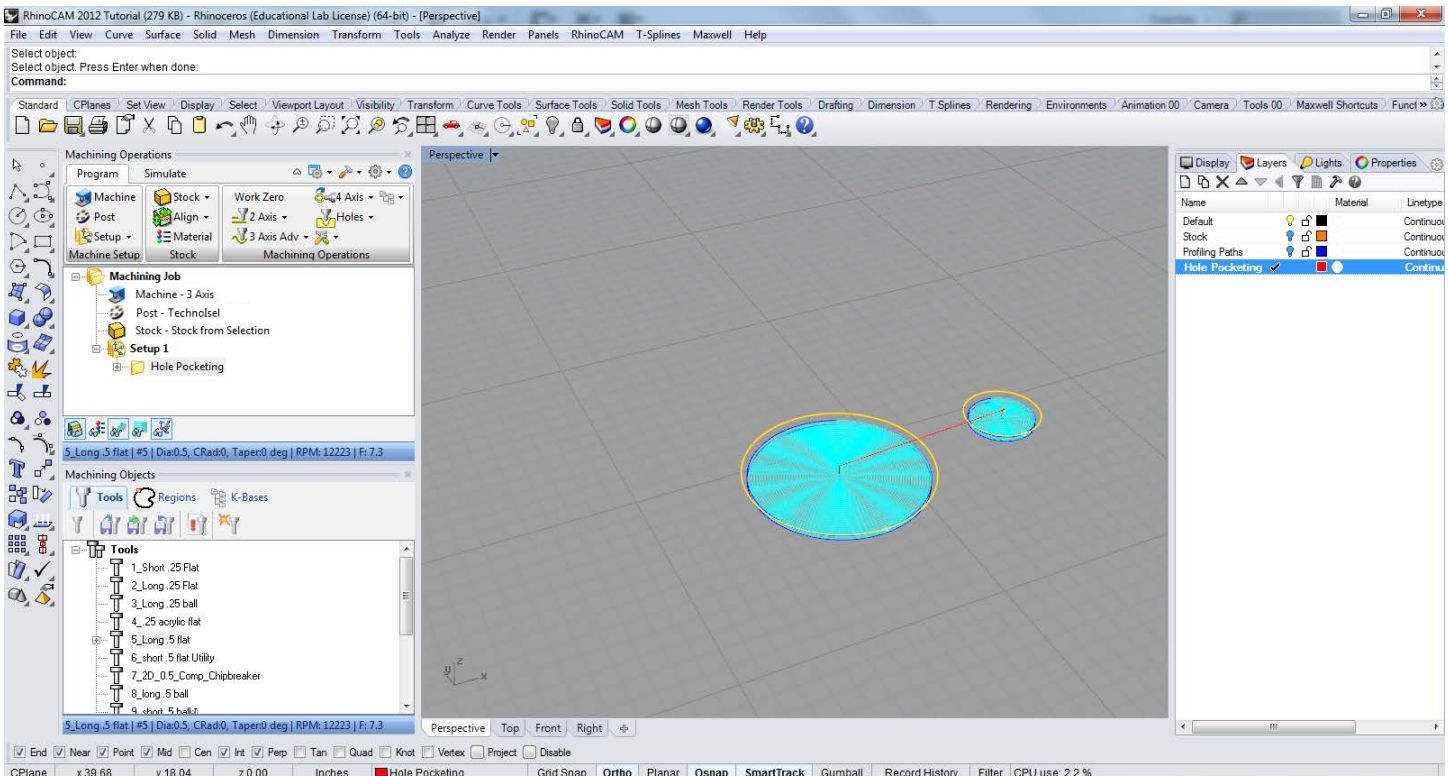 RhinoCAM 2012 Tutorial (279 KB) - Rhinoceros (Educational Lab License) (64-bit) - [Perspective]
File Edit View Curve Surface Solid Mesh Dimension Transform Tools Analyze Render Panels RhinoCAM T-Splines Maxwell Help
Select object
Select object. Press Enter when done:
Command:
Standard CPlanes Set View Display Select Viewport Layout Visibility Transform Curve Tools Surface Tools Solid Tools Mesh Tools Render Tools Drafting Dimension T Splines Rendering Environments Animation 00 Camera Tools 00 Maxwell Shortcuts Funct »
Machining Operations
Program Simulate
Machine Stock Work Zero 4 Axis
Post Align 2 Axis Holes
Setup Material 3 Axis Adv
Machine Setup Stock Machining Operations
Machining Job
Machine - 3 Axis
Post - TechnoIsel
Stock - Stock from Selection
Setup 1
Hole Pocketing
5_Long .5 flat | #5 | Dia:0.5, CRad:0, Taper:0 deg | RPM: 12223 | F: 7.3
Machining Objects
Tools Regions K-Bases
Tools
1_Short .25 Flat
2_Long .25 Flat
3_Long .25 ball
4_.25 acrylic flat
5_Long .5 flat
6_short .5 flat Utility
7_2D_0.5_Comp_Chipbreaker
8_long .5 ball
5_Long .5 flat | #5 | Dia:0.5, CRad:0, Taper:0 deg | RPM: 12223 | F: 7.3
Perspective
z
y
x
Perspective Top Front Right
Display Layers Lights Properties
Name Material Linetype
Default Continuou
Stock Continuou
Profiling Paths Continuou
Hole Pocketing Continu
End Near Point Mid Cen Int Perp Tan Quad Knot Vertex Project Disable
CPlane x 39.68 y 18.04 z 0.00 Inches Hole Pocketing Grid Snap Ortho Planar Osnap SmartTrack Gumball Record History Filter CPU use: 2.2 %